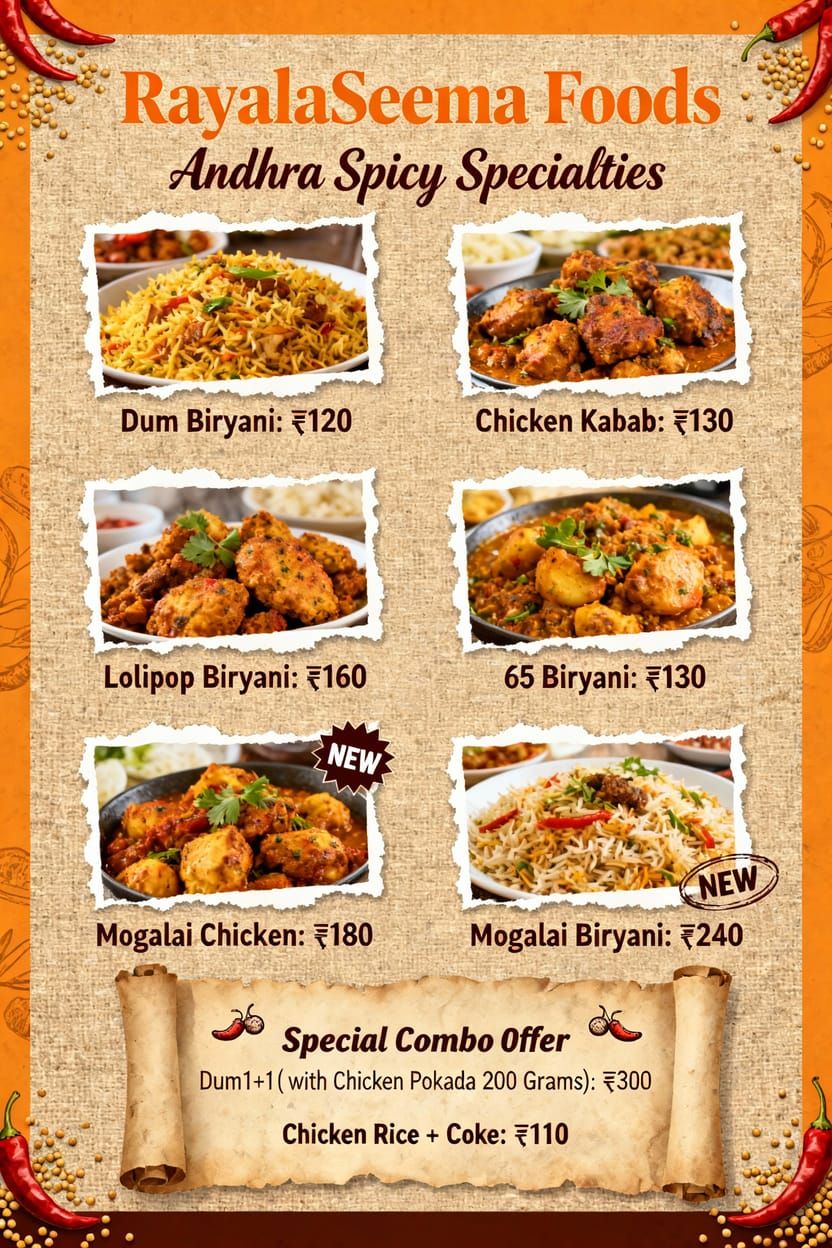 RayalaSeema Foods
Andhra Spicy Specialties
Dum Biryani: ₹120
Chicken Kabab: ₹130
Lolipop Biryani: ₹160
65 Biryani: ₹130
NEW
Mogalai Chicken: ₹180
NEW
Mogalai Biryani: ₹240
Special Combo Offer
Dum1+1( with Chicken Pokada 200 Grams): ₹300
Chicken Rice + Coke: ₹110